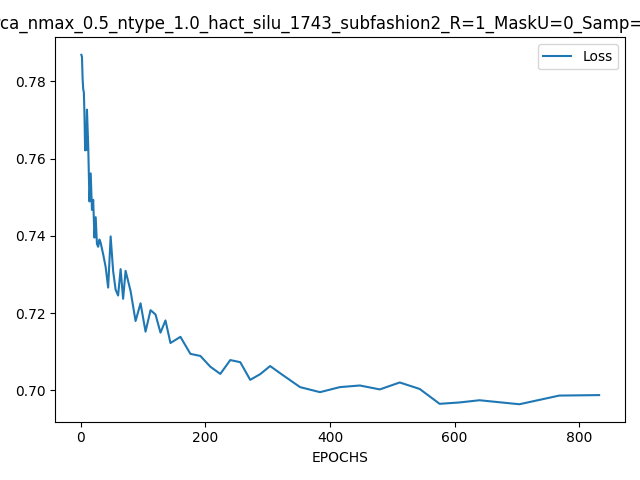 rca_nmax_0.5_ntype_1.0_hact_silu_1743_subfashion2_R=1_MaskU=0_Samp=
Loss
0.78
0.76
0.74
0.72
0.70
0 200 400 600 800
EPOCHS